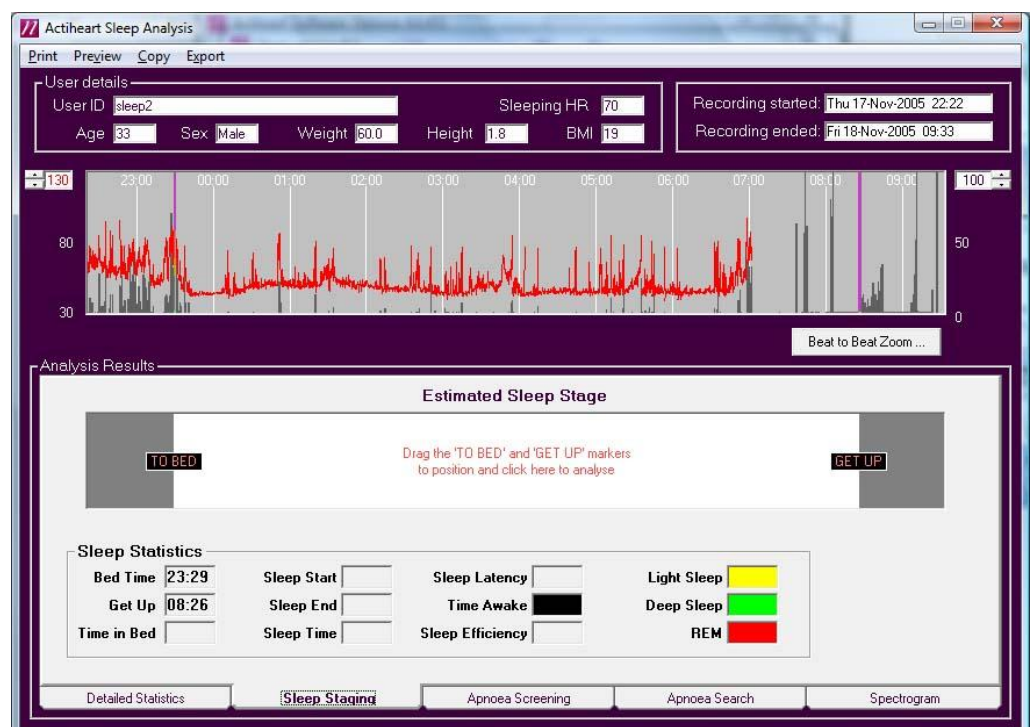 Actiheart Sleep Analysis
Print Preview Copy Export
User details
User ID sleep2 Sleeping HR 70
Age 33 Sex Male Weight 60.0 Height 1.8 BMI 19
Recording started: Thu 17-Nov-2005 22:22
Recording ended: Fri 18-Nov-2005 09:33
130 23:00 00:00 01:00 02:00 03:00 04:00 05:00 06:00 07:00 08:00 09:00 100
80 50
30 0
Beat to Beat Zoom ...
Analysis Results
Estimated Sleep Stage
Drag the 'TO BED' and 'GET UP' markers
to position and click here to analyse
TO BED GET UP
Sleep Statistics
Bed Time 23:29 Sleep Start Sleep Latency Light Sleep
Get Up 08:26 Sleep End Time Awake Deep Sleep
Time in Bed Sleep Time Sleep Efficiency REM
Detailed Statistics Sleep Staging Apnoea Screening Apnoea Search Spectrogram